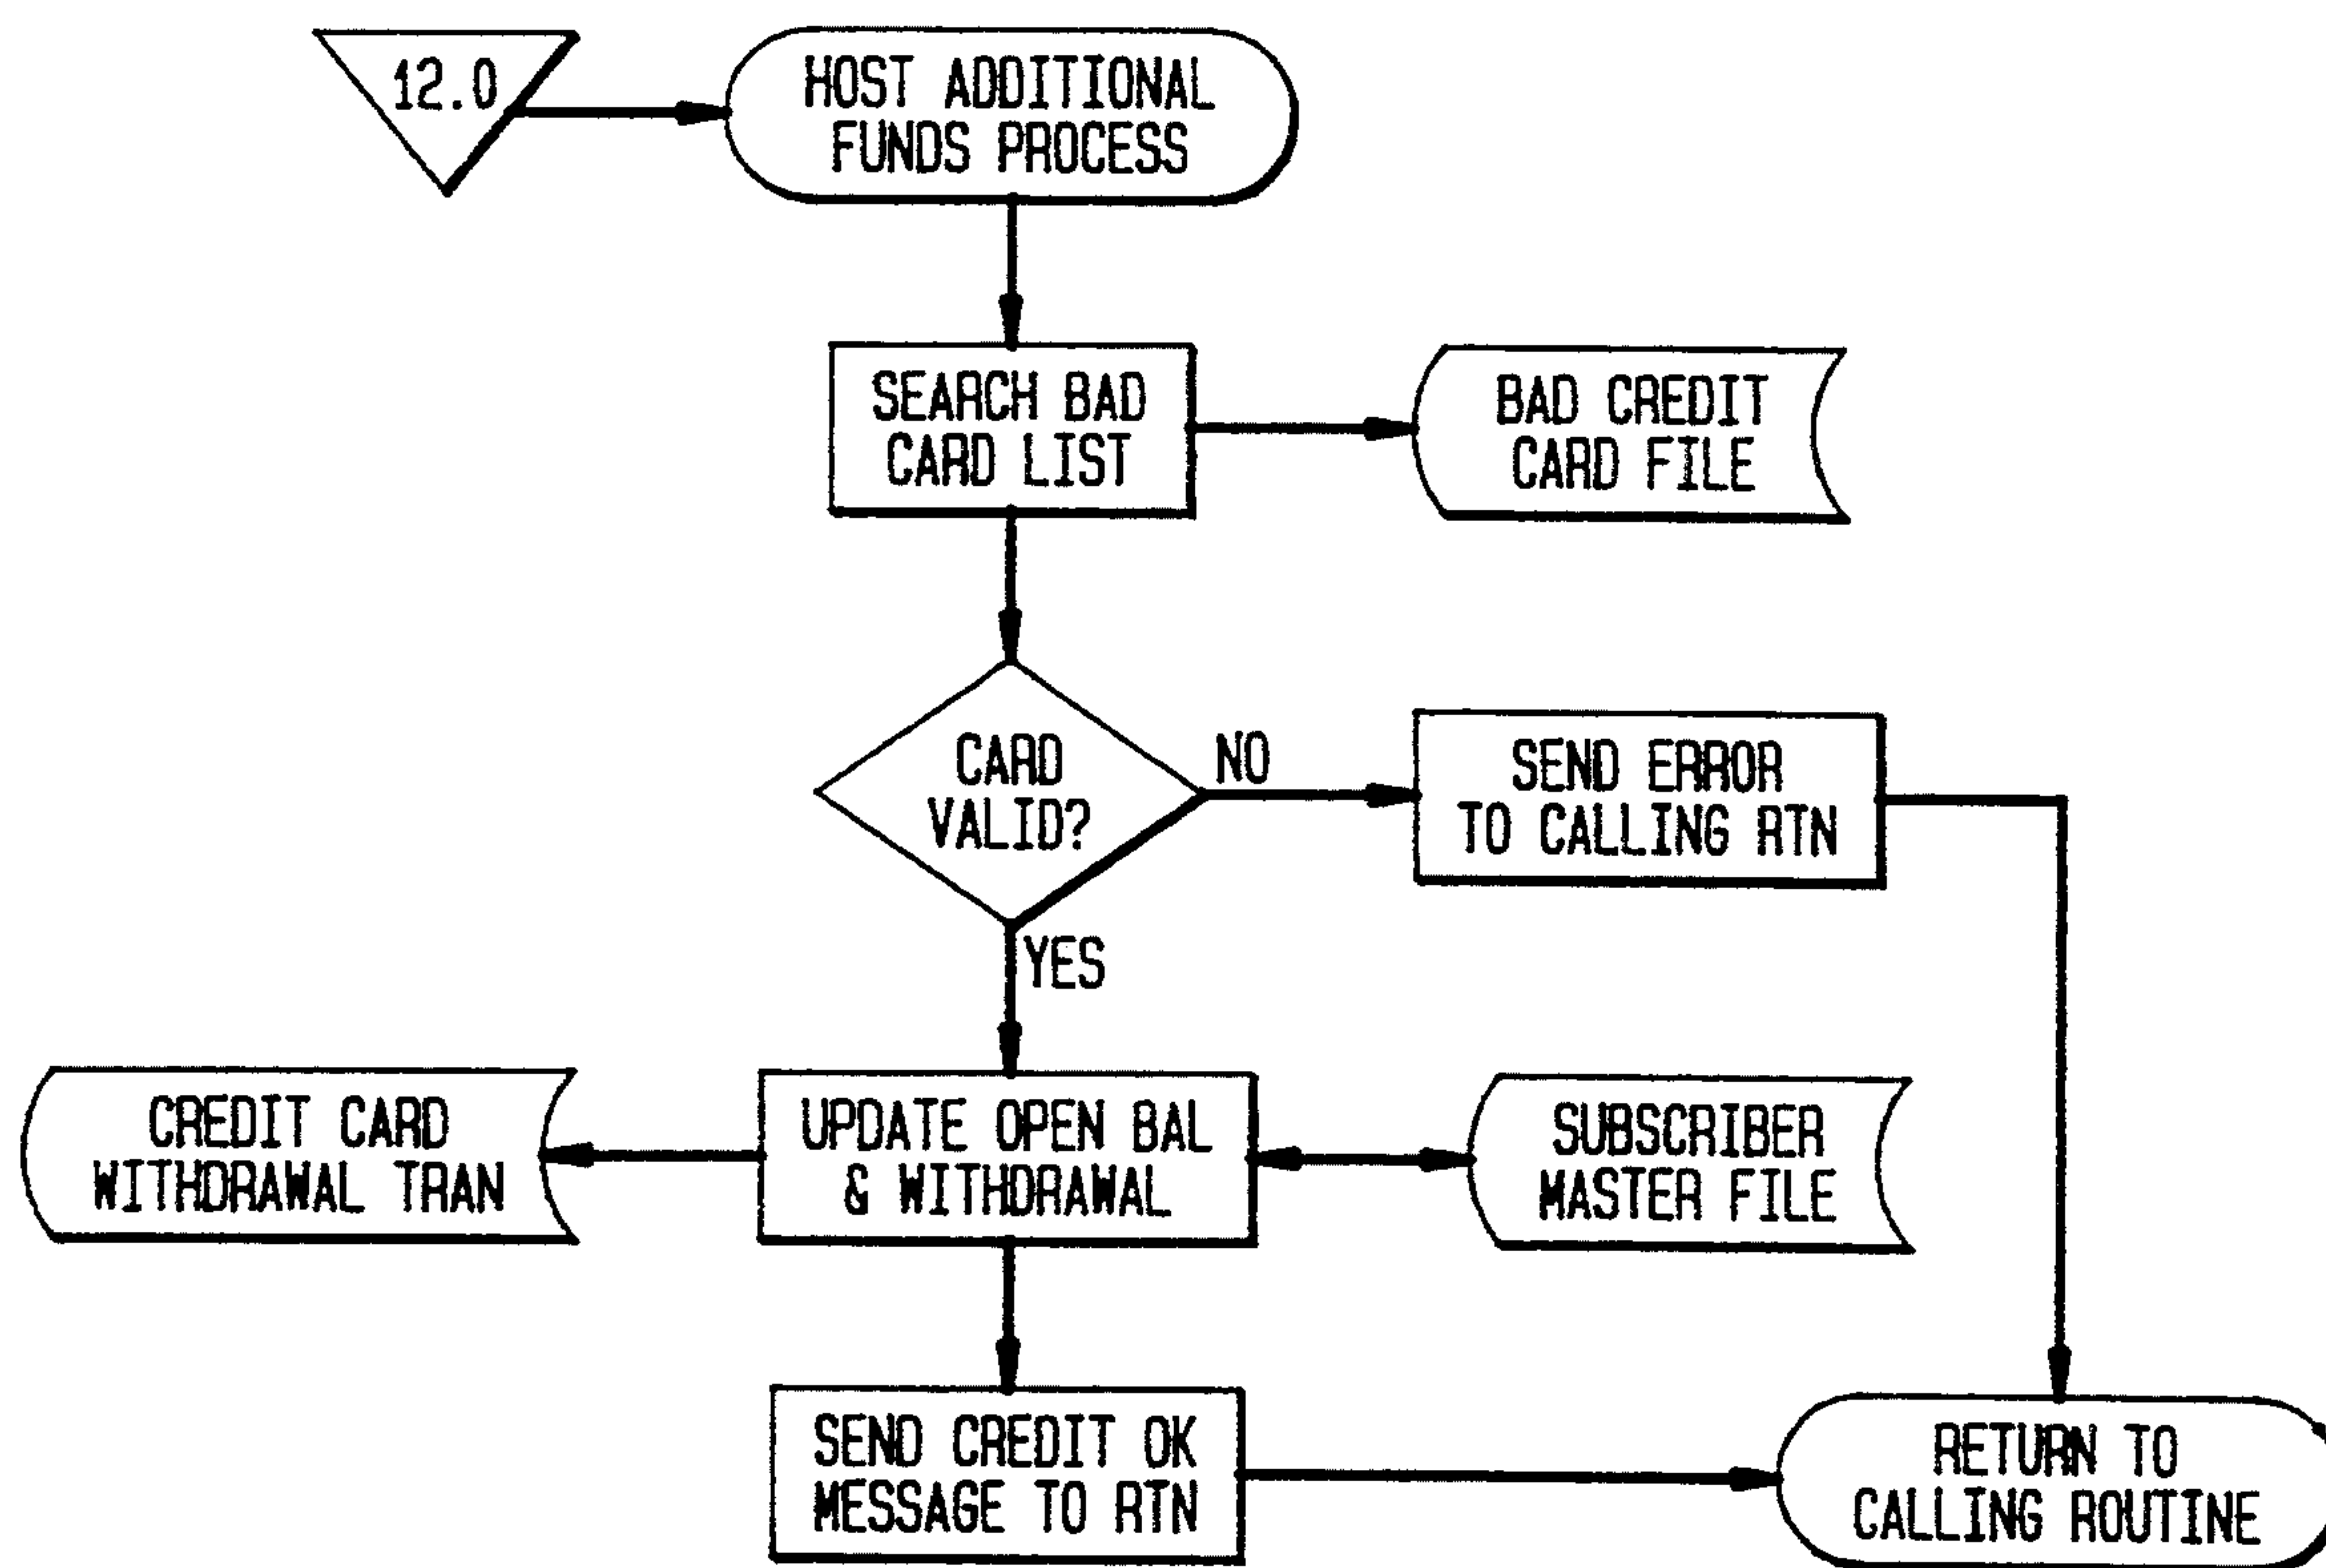 12.0
HOST ADDITIONAL
FUNDS PROCESS
SEARCH BAD
CARD LIST
BAD CREDIT
CARD FILE
CARD
VALID?
NO
SEND ERROR
TO CALLING RTN
YES
CREDIT CARD
WITHDRAWAL TRAN
UPDATE OPEN BAL
& WITHDRAWAL
SUBSCRIBER
MASTER FILE
SEND CREDIT OK
MESSAGE TO RTN
RETURN TO
CALLING ROUTINE